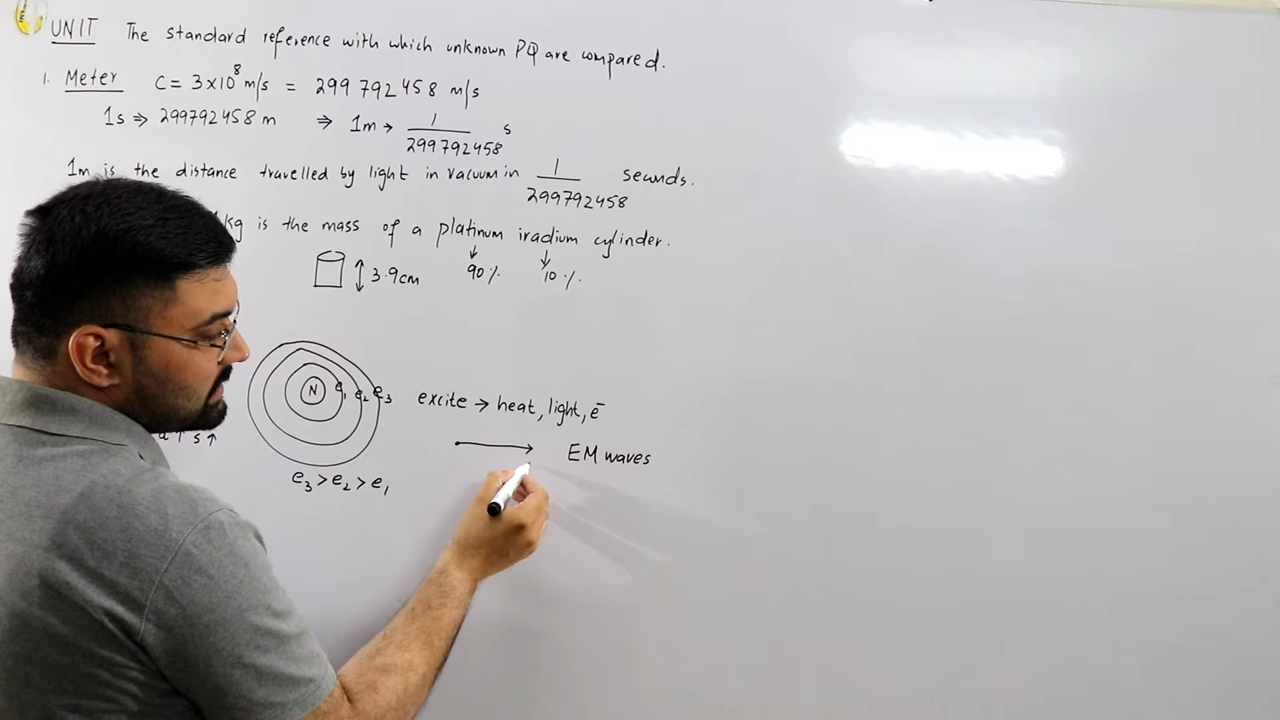 UNIT The standard reference with which unknown PQ are compared.
1. Meter C = 3×10⁸ m/s = 299 792 458 m/s
1s ⇒ 299792458 m ⇒ 1m → 1/299792458 s
1m is the distance travelled by light in vacuum in 1/299792458 seconds.
kg is the mass of a platinum iradium cylinder.
3.9cm 90% 10%
N e₁ e₂ e₃
excite → heat, light, e⁻
s↑ → EM waves
e₃ > e₂ > e₁